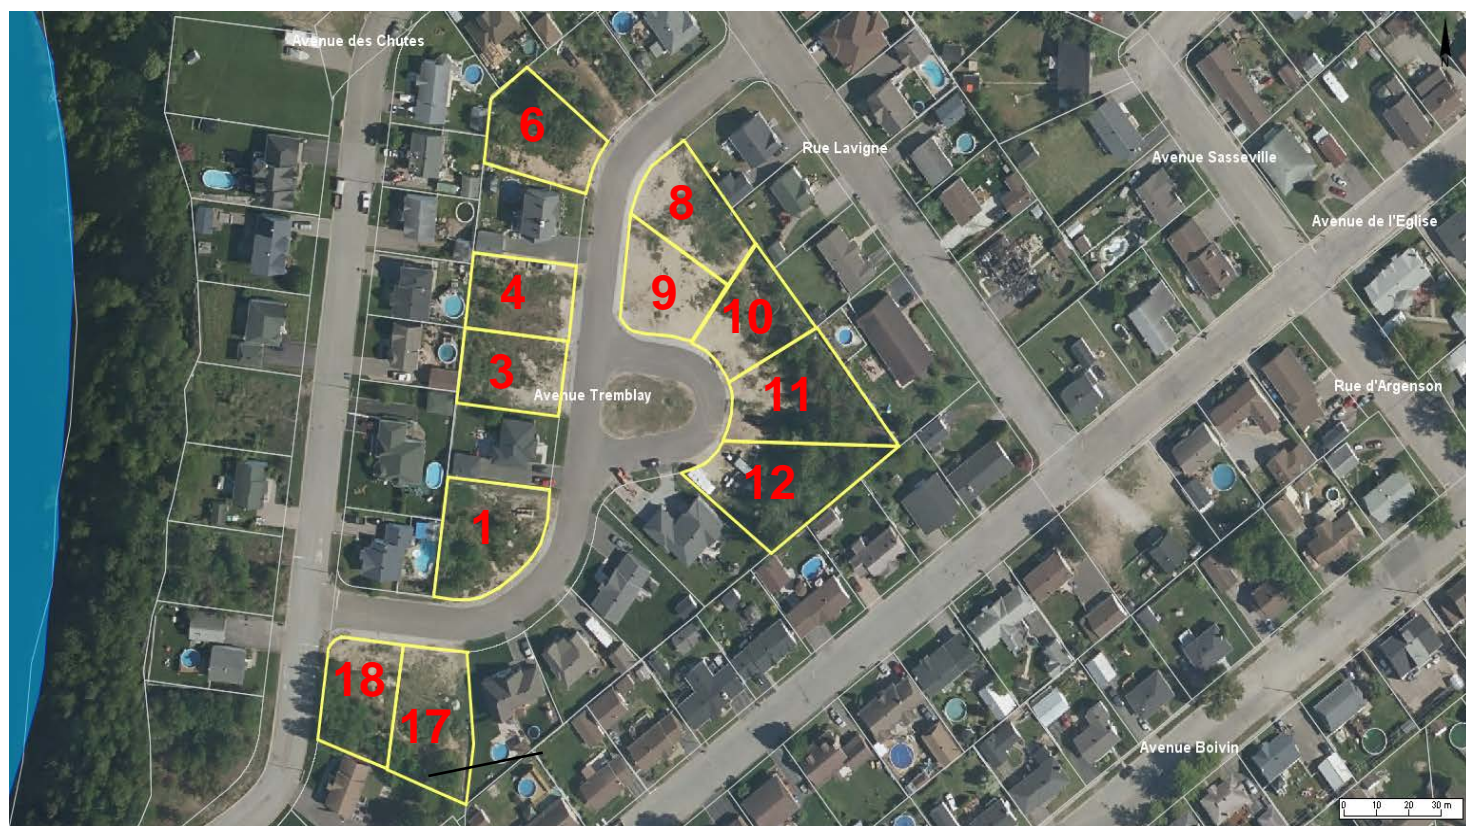 Avenue des Chutes
6
Rue Lavigne
Avenue Sasseville
8
Avenue de l'Eglise
4
9
10
3
Avenue Tremblay
11
Rue d'Argenson
12
1
18
17
Avenue Boivin
0 10 20 30 m